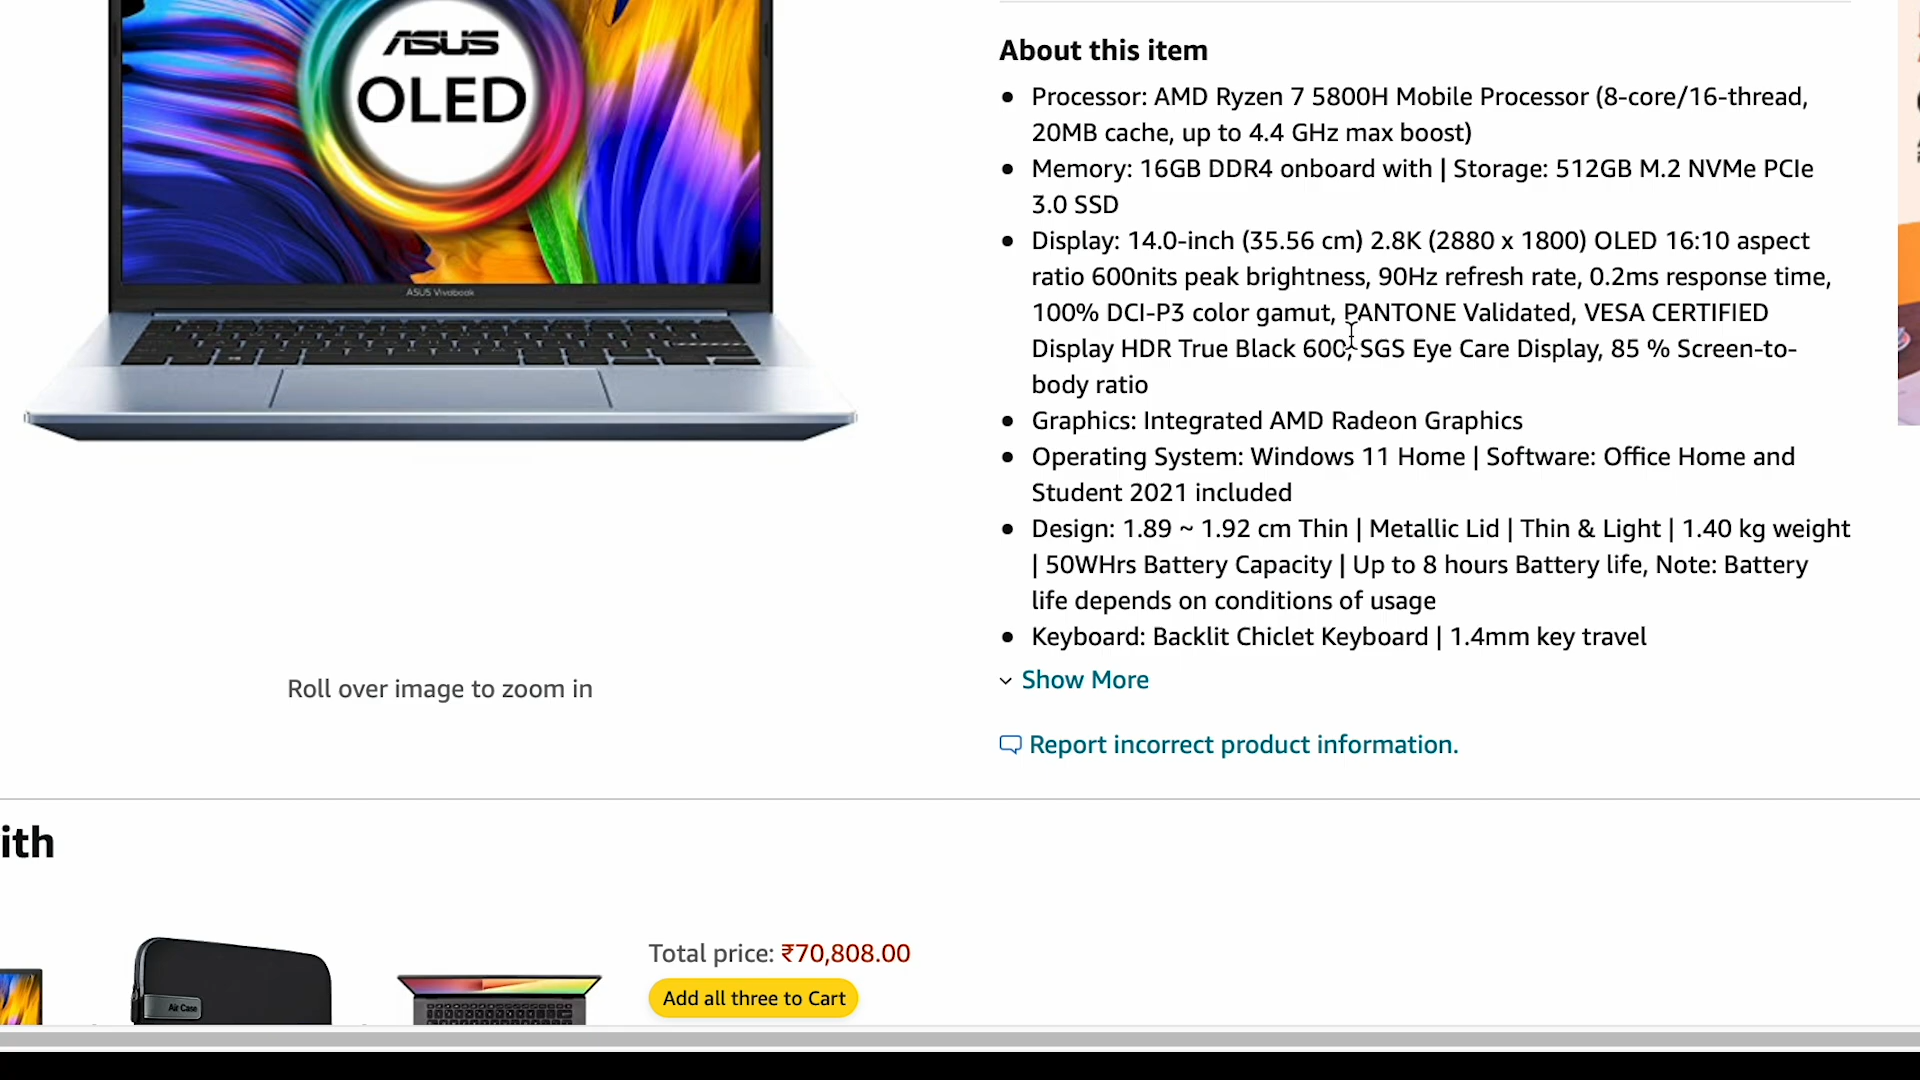 ASUS
OLED
ASUS Vivobook
Roll over image to zoom in
About this item
Processor: AMD Ryzen 7 5800H Mobile Processor (8-core/16-thread,
20MB cache, up to 4.4 GHz max boost)
Memory: 16GB DDR4 onboard with | Storage: 512GB M.2 NVMe PCIe
3.0 SSD
Display: 14.0-inch (35.56 cm) 2.8K (2880 x 1800) OLED 16:10 aspect
ratio 600nits peak brightness, 90Hz refresh rate, 0.2ms response time,
100% DCI-P3 color gamut, PANTONE Validated, VESA CERTIFIED
Display HDR True Black 600, SGS Eye Care Display, 85 % Screen-to-
body ratio
Graphics: Integrated AMD Radeon Graphics
Operating System: Windows 11 Home | Software: Office Home and
Student 2021 included
Design: 1.89 ~ 1.92 cm Thin | Metallic Lid | Thin & Light | 1.40 kg weight
| 50WHrs Battery Capacity | Up to 8 hours Battery life, Note: Battery
life depends on conditions of usage
Keyboard: Backlit Chiclet Keyboard | 1.4mm key travel
Show More
Report incorrect product information.
ith
Air Case
Total price: ₹70,808.00
Add all three to Cart